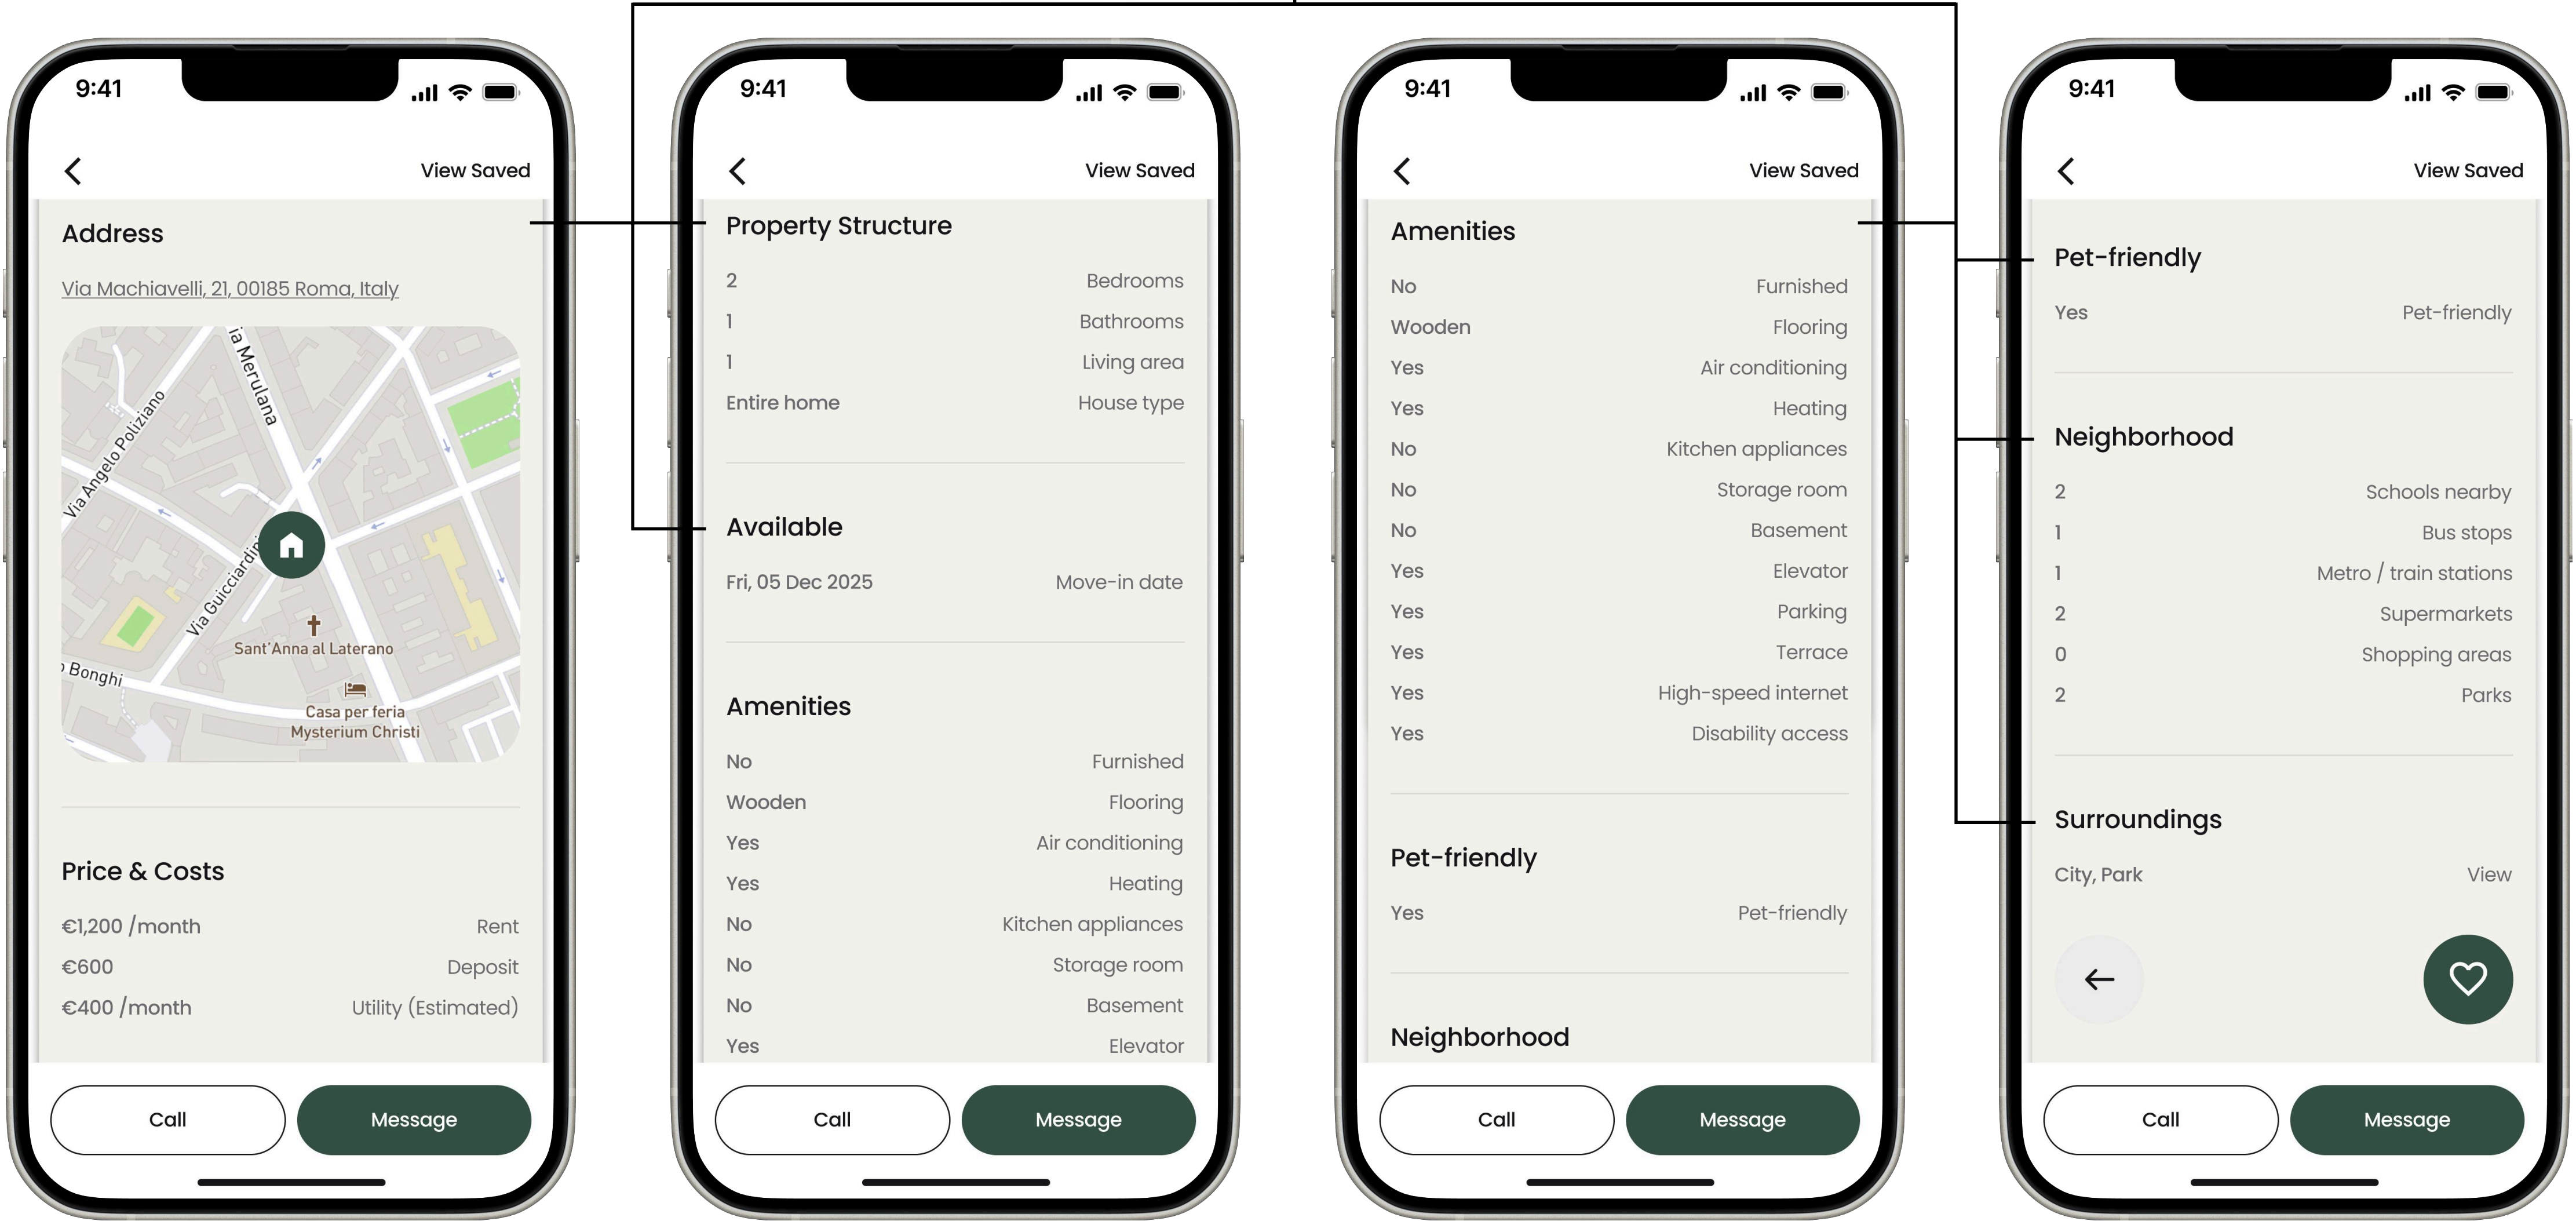 9:41
View Saved
Address
Via Machiavelli, 21, 00185 Roma, Italy
ia Merulana
Via Angelo Poliziano
Via Guicciardin
Sant'Anna al Laterano
o Bonghi
Casa per feria
Mysterium Christi
Price & Costs
€1,200 /month Rent
€600 Deposit
€400 /month Utility (Estimated)
Call Message
9:41
View Saved
Property Structure
2 Bedrooms
1 Bathrooms
1 Living area
Entire home House type
Available
Fri, 05 Dec 2025 Move-in date
Amenities
No Furnished
Wooden Flooring
Yes Air conditioning
Yes Heating
No Kitchen appliances
No Storage room
No Basement
Yes Elevator
Call Message
9:41
View Saved
Amenities
No Furnished
Wooden Flooring
Yes Air conditioning
Yes Heating
No Kitchen appliances
No Storage room
No Basement
Yes Elevator
Yes Parking
Yes Terrace
Yes High-speed internet
Yes Disability access
Pet-friendly
Yes Pet-friendly
Neighborhood
Call Message
9:41
View Saved
Pet-friendly
Yes Pet-friendly
Neighborhood
2 Schools nearby
1 Bus stops
1 Metro / train stations
2 Supermarkets
0 Shopping areas
2 Parks
Surroundings
City, Park View
Call Message